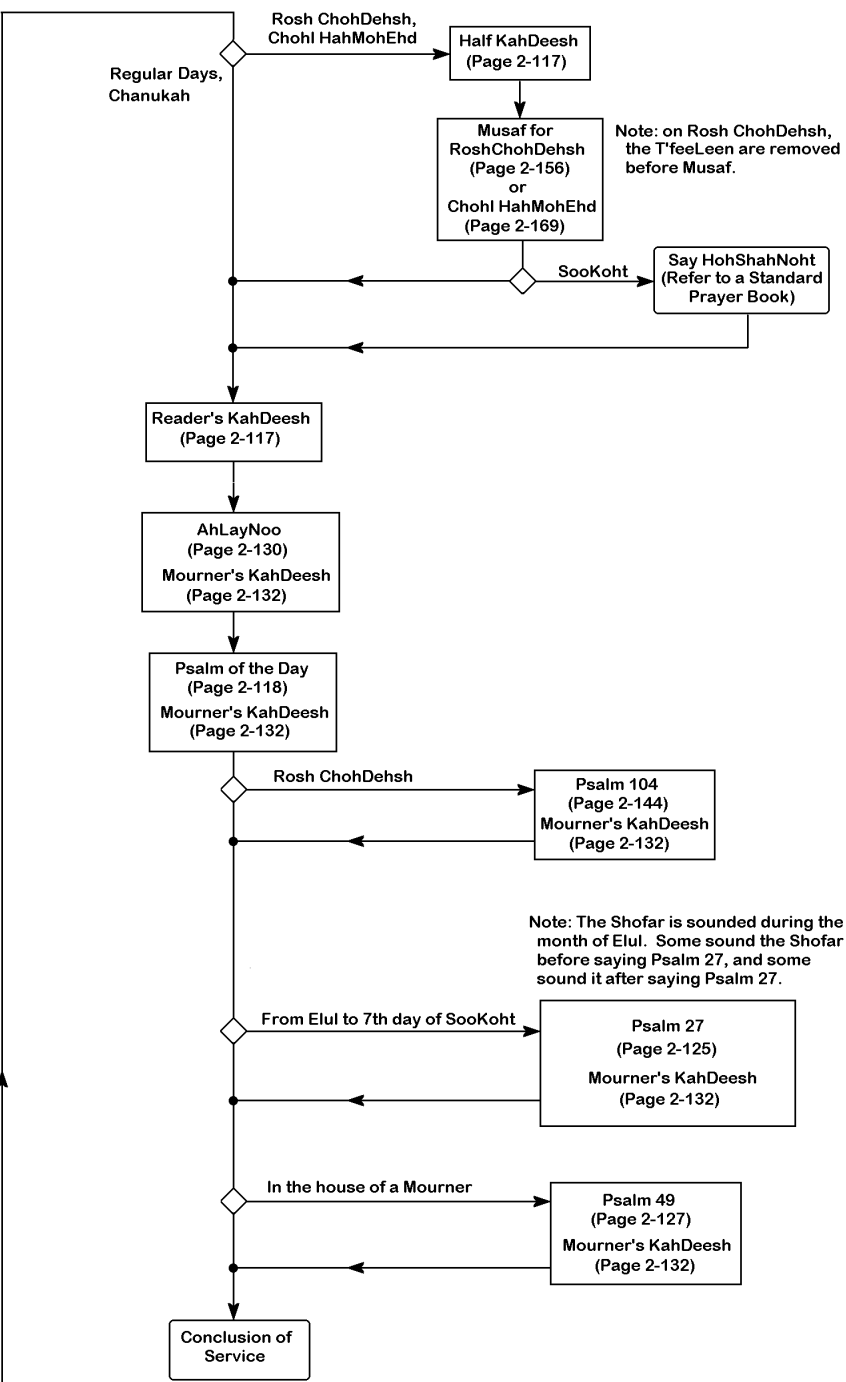 Rosh ChohDehsh,
Chohl HahMohEhd
Regular Days,
Chanukah
Half KahDeesh
(Page 2-117)
Musaf for
RoshChohDehsh
(Page 2-156)
or
Chohl HahMohEhd
(Page 2-169)
Note: on Rosh ChohDehsh,
the T'feeLeen are removed
before Musaf.
SooKoht
Say HohShahNoht
(Refer to a Standard
Prayer Book)
Reader's KahDeesh
(Page 2-117)
AhLayNoo
(Page 2-130)
Mourner's KahDeesh
(Page 2-132)
Psalm of the Day
(Page 2-118)
Mourner's KahDeesh
(Page 2-132)
Rosh ChohDehsh
Psalm 104
(Page 2-144)
Mourner's KahDeesh
(Page 2-132)
Note: The Shofar is sounded during the
month of Elul.  Some sound the Shofar
before saying Psalm 27, and some
sound it after saying Psalm 27.
From Elul to 7th day of SooKoht
Psalm 27
(Page 2-125)
Mourner's KahDeesh
(Page 2-132)
In the house of a Mourner
Psalm 49
(Page 2-127)
Mourner's KahDeesh
(Page 2-132)
Conclusion of
Service